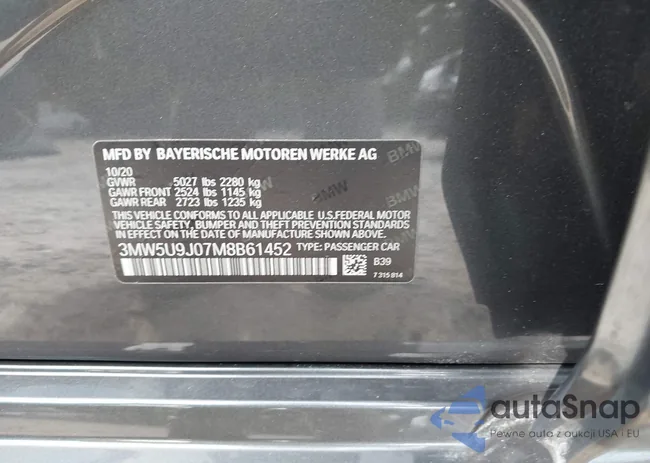 MFD BY BAYERISCHE MOTOREN WERKE AG
10/20
GVWR 5027 lbs 2280 kg
GAWR FRONT 2524 lbs 1145 kg
GAWR REAR 2723 lbs 1235 kg
THIS VEHICLE CONFORMS TO ALL APPLICABLE U.S.FEDERAL MOTOR
VEHICLE SAFETY, BUMPER, AND THEFT PREVENTION STANDARDS
IN EFFECT ON THE DATE OF MANUFACTURE SHOWN ABOVE.
3MW5U9J07M8B61452 TYPE: PASSENGER CAR
B39
7 315 814
BMW
BMW
autoSnap
Pewne auto z aukcji USA i EU